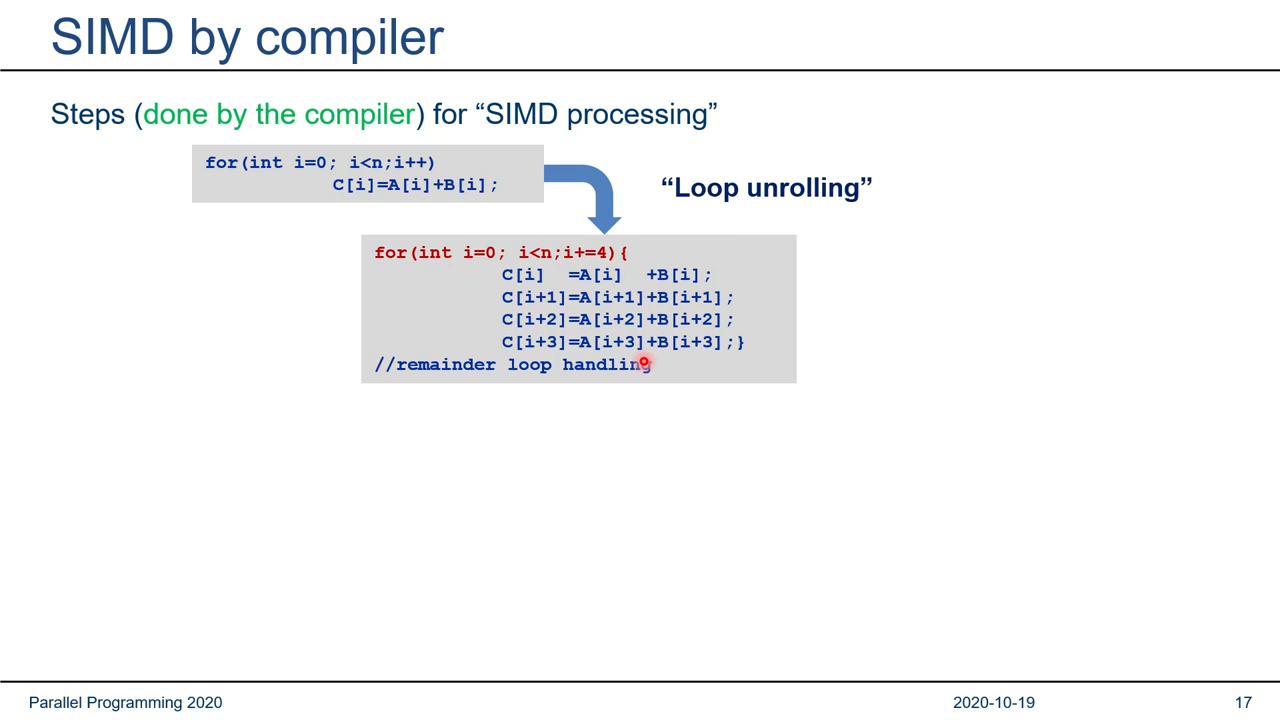 SIMD by compiler
Steps (done by the compiler) for “SIMD processing”
for(int i=0; i<n;i++)
C[i]=A[i]+B[i];
“Loop unrolling”
for(int i=0; i<n;i+=4){
C[i]  =A[i]  +B[i];
C[i+1]=A[i+1]+B[i+1];
C[i+2]=A[i+2]+B[i+2];
C[i+3]=A[i+3]+B[i+3];}
//remainder loop handling
Parallel Programming 2020
2020-10-19
17